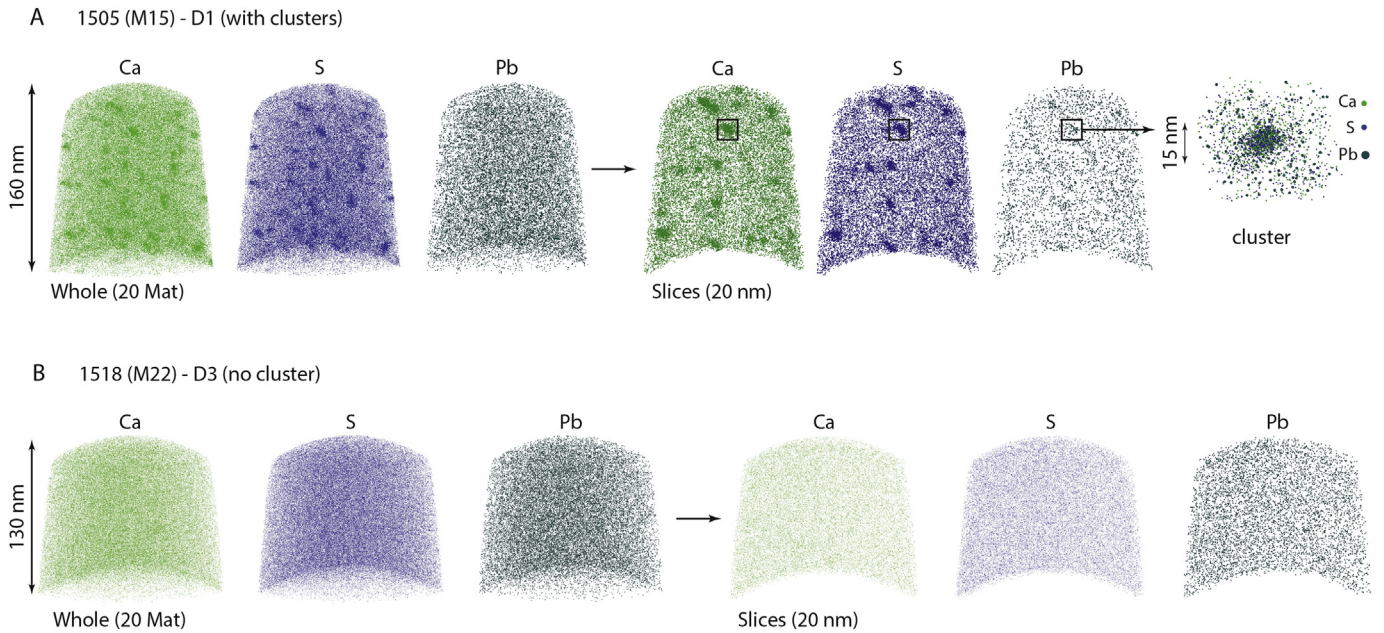 A 1505 (M15) - D1 (with clusters)
Ca S Pb Ca S Pb
160 nm
15 nm
Ca
S
Pb
cluster
Whole (20 Mat) Slices (20 nm)
B 1518 (M22) - D3 (no cluster)
Ca S Pb Ca S Pb
130 nm
Whole (20 Mat) Slices (20 nm)